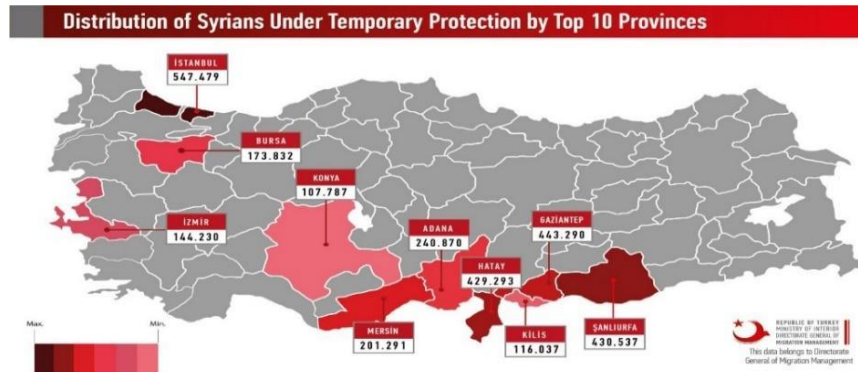 Distribution of Syrians Under Temporary Protection by Top 10 Provinces
İSTANBUL
547.479
BURSA
173.832
KONYA
107.787
İZMİR
144.230
ADANA
240.870
GAZİANTEP
443.290
HATAY
429.293
MERSİN
201.291
KİLİS
116.037
ŞANLIURFA
430.537
Max.
Min.
REPUBLIC OF TURKEY
MINISTRY OF INTERIOR
DIRECTORATE GENERAL OF
MIGRATION MANAGEMENT
This data belongs to Directorate
General of Migration Management